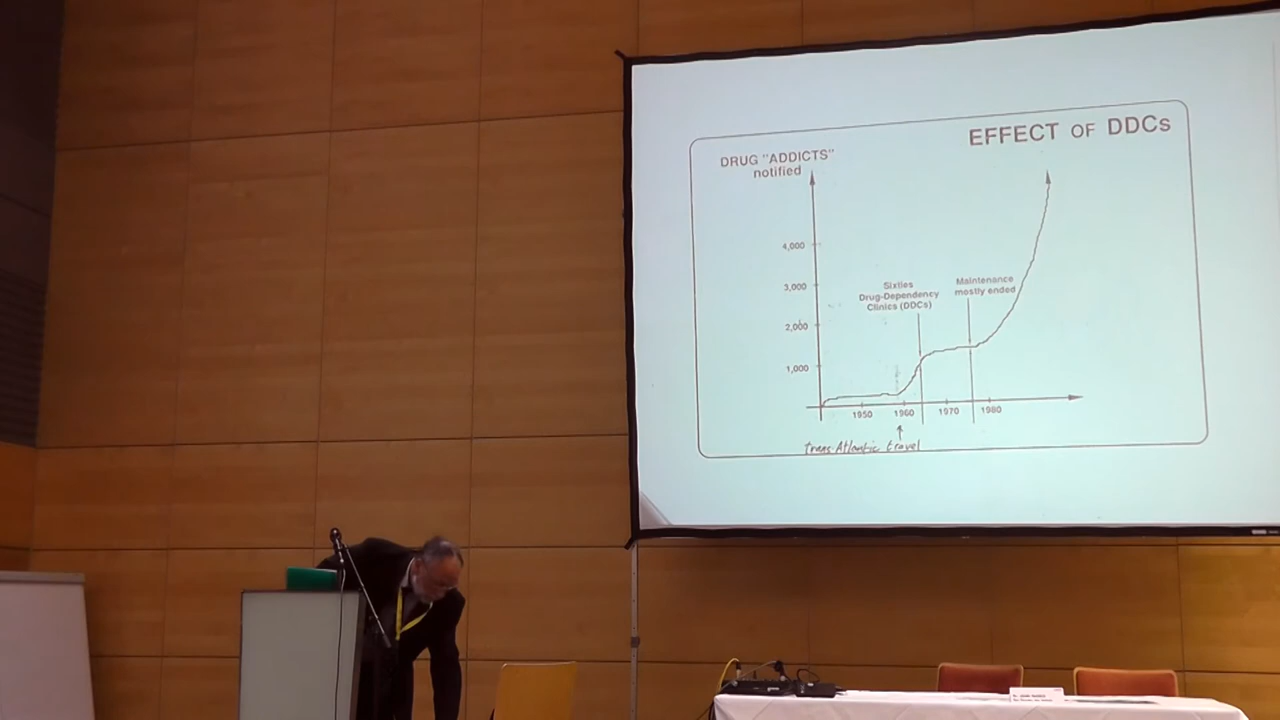 EFFECT OF DDCs
DRUG "ADDICTS"
notified
4,000
3,000
2,000
1,000
Sixties
Drug-Dependency
Clinics (DDCs)
Maintenance
mostly ended
1950 1960 1970 1980
trans Atlantic travel